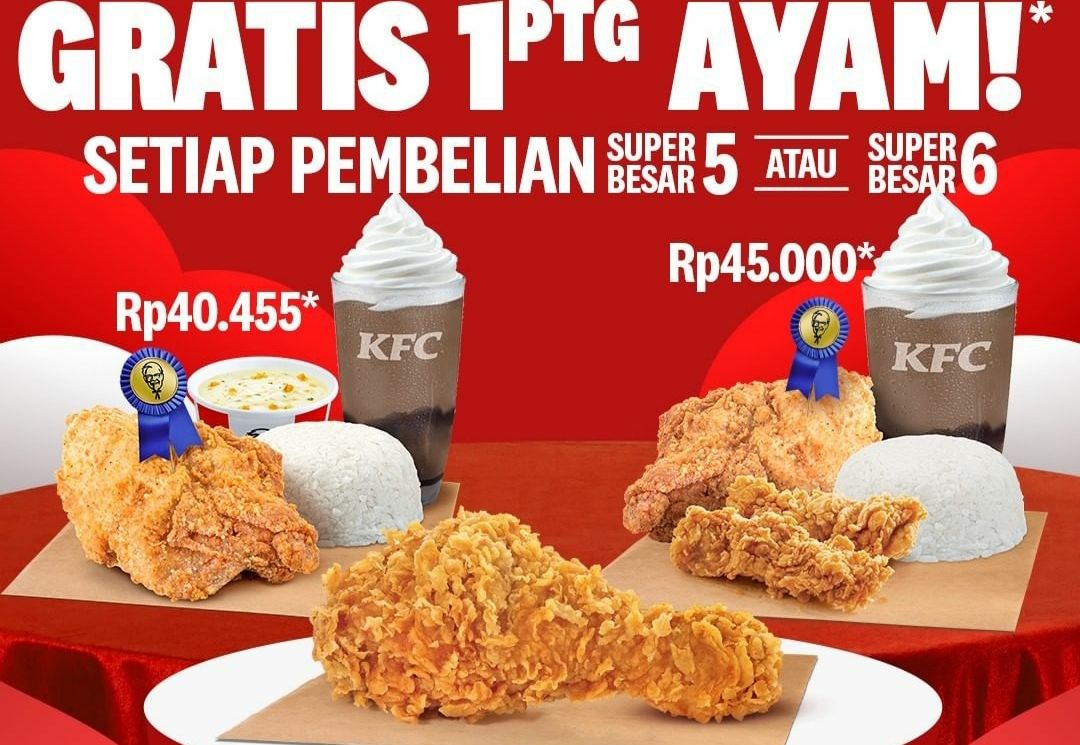 GRATIS 1PTG AYAM!*
SETIAP PEMBELIAN SUPER BESAR 5 ATAU SUPER BESAR 6
Rp40.455*
Rp45.000*
KFC
KFC